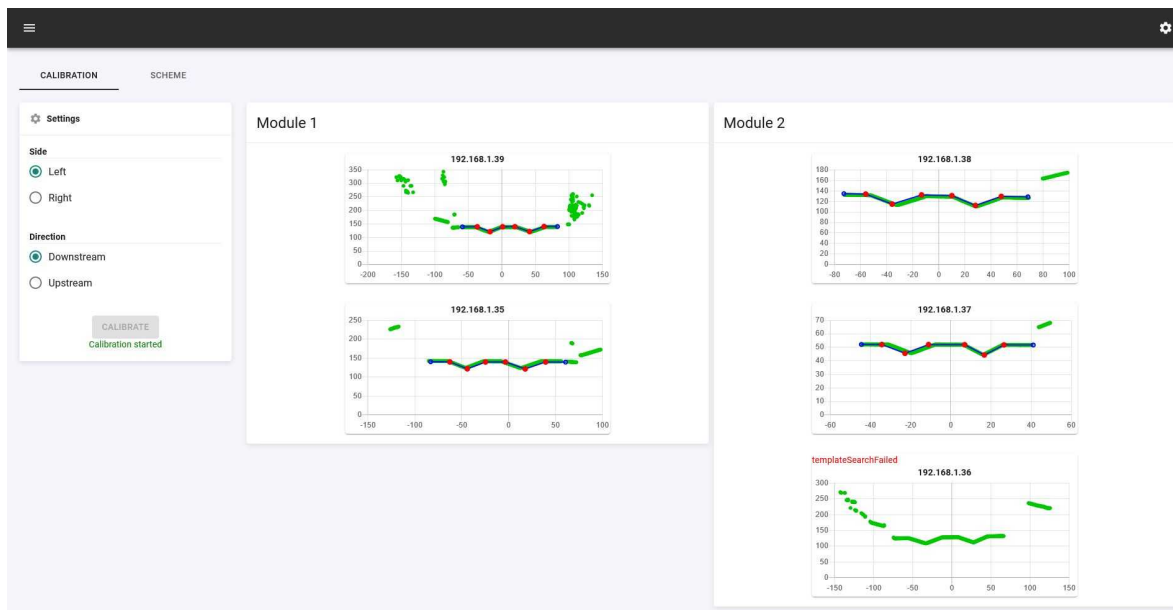 CALIBRATION SCHEME
Settings
Side
Left
Right
Direction
Downstream
Upstream
CALIBRATE
Calibration started
Module 1
192.168.1.39
350
300
250
200
150
100
50
0
-200 -150 -100 -50 0 50 100 150
192.168.1.35
250
200
150
100
50
0
-150 -100 -50 0 50 100
Module 2
192.168.1.38
180
160
140
120
100
80
60
40
20
0
-80 -60 -40 -20 0 20 40 60 80 100
192.168.1.37
70
60
50
40
30
20
10
0
-60 -40 -20 0 20 40 60
templateSearchFailed
192.168.1.36
300
250
200
150
100
50
0
-150 -100 -50 0 50 100 150